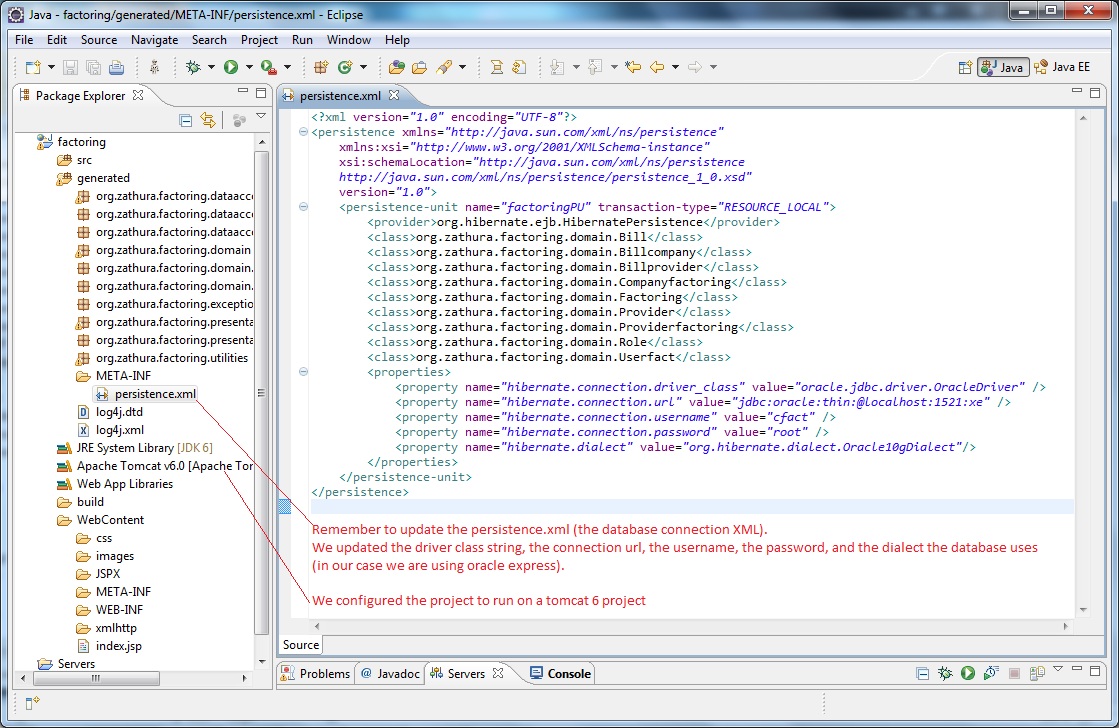 Java - factoring/generated/META-INF/persistence.xml - Eclipse
File Edit Source Navigate Search Project Run Window Help
Java Java EE
Package Explorer
factoring
src
generated
org.zathura.factoring.dataacc
org.zathura.factoring.dataacc
org.zathura.factoring.dataacc
org.zathura.factoring.domain
org.zathura.factoring.domain.
org.zathura.factoring.domain.
org.zathura.factoring.exceptio
org.zathura.factoring.presenta
org.zathura.factoring.presenta
org.zathura.factoring.utilities
META-INF
persistence.xml
log4j.dtd
log4j.xml
JRE System Library [JDK 6]
Apache Tomcat v6.0 [Apache Tor
Web App Libraries
build
WebContent
css
images
JSPX
META-INF
WEB-INF
xmlhttp
index.jsp
Servers
persistence.xml
<?xml version="1.0" encoding="UTF-8"?>
<persistence xmlns="http://java.sun.com/xml/ns/persistence"
xmlns:xsi="http://www.w3.org/2001/XMLSchema-instance"
xsi:schemaLocation="http://java.sun.com/xml/ns/persistence
http://java.sun.com/xml/ns/persistence/persistence_1_0.xsd"
version="1.0">
<persistence-unit name="factoringPU" transaction-type="RESOURCE_LOCAL">
<provider>org.hibernate.ejb.HibernatePersistence</provider>
<class>org.zathura.factoring.domain.Bill</class>
<class>org.zathura.factoring.domain.Billcompany</class>
<class>org.zathura.factoring.domain.Billprovider</class>
<class>org.zathura.factoring.domain.Companyfactoring</class>
<class>org.zathura.factoring.domain.Factoring</class>
<class>org.zathura.factoring.domain.Provider</class>
<class>org.zathura.factoring.domain.Providerfactoring</class>
<class>org.zathura.factoring.domain.Role</class>
<class>org.zathura.factoring.domain.Userfact</class>
<properties>
<property name="hibernate.connection.driver_class" value="oracle.jdbc.driver.OracleDriver" />
<property name="hibernate.connection.url" value="jdbc:oracle:thin:@localhost:1521:xe" />
<property name="hibernate.connection.username" value="cfact" />
<property name="hibernate.connection.password" value="root" />
<property name="hibernate.dialect" value="org.hibernate.dialect.Oracle10gDialect"/>
</properties>
</persistence-unit>
</persistence>
Remember to update the persistence.xml (the database connection XML).
We updated the driver class string, the connection url, the username, the password, and the dialect the database uses
(in our case we are using oracle express).
We configured the project to run on a tomcat 6 project
Source
Problems @ Javadoc Servers Console